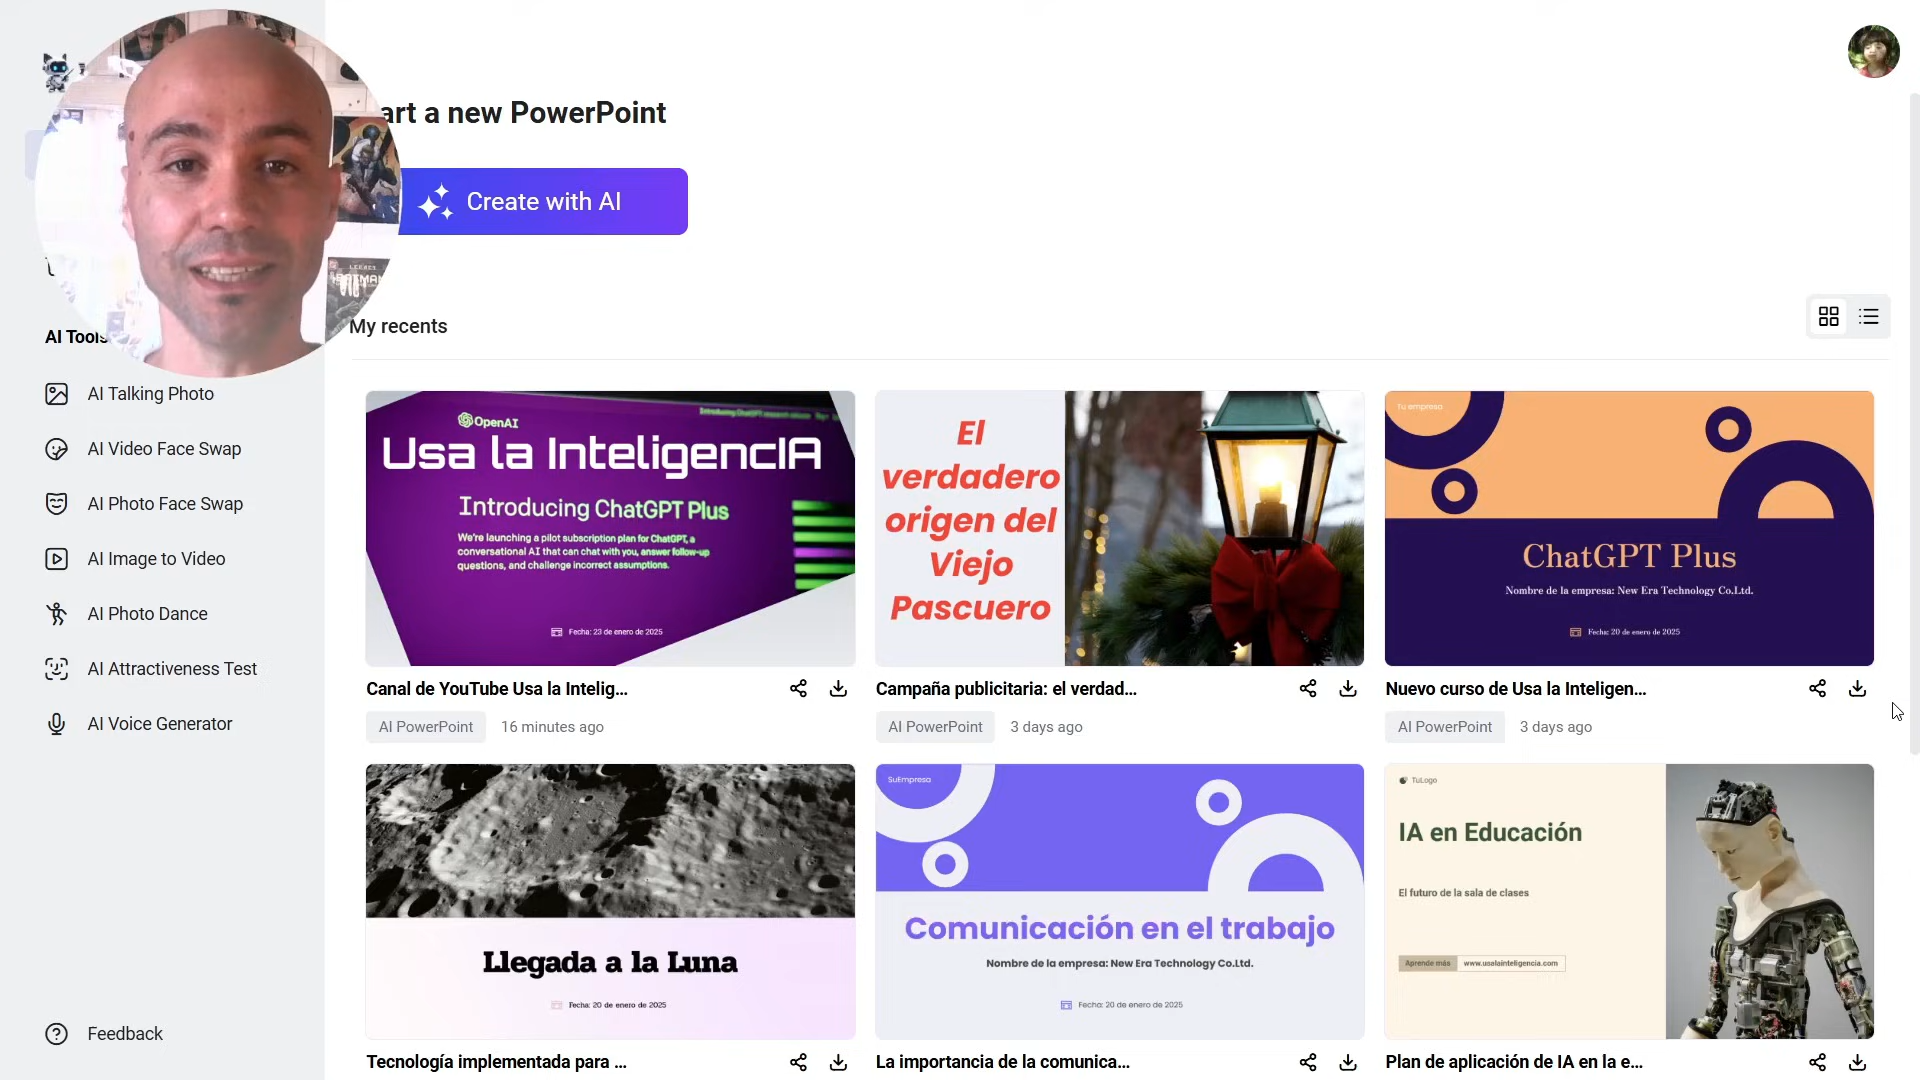 art a new PowerPoint
Create with AI
My recents
AI Tools
AI Talking Photo
AI Video Face Swap
AI Photo Face Swap
AI Image to Video
AI Photo Dance
AI Attractiveness Test
AI Voice Generator
Feedback
OpenAI
Usa la InteligencIA
Introducing ChatGPT Plus
We're launching a pilot subscription plan for ChatGPT, a
conversational AI that can chat with you, answer follow-up
questions, and challenge incorrect assumptions.
Fecha: 23 de enero de 2025
Canal de YouTube Usa la Intelig...
AI PowerPoint
16 minutes ago
El
verdadero
origen del
Viejo
Pascuero
Campaña publicitaria: el verdad...
AI PowerPoint
3 days ago
Tu empresa
ChatGPT Plus
Nombre de la empresa: New Era Technology Co.Ltd.
Fecha: 20 de enero de 2025
Nuevo curso de Usa la Inteligen...
AI PowerPoint
3 days ago
Llegada a la Luna
Fecha: 20 de enero de 2025
Tecnología implementada para ...
SuEmpresa
Comunicación en el trabajo
Nombre de la empresa: New Era Technology Co.Ltd.
Fecha: 20 de enero de 2025
La importancia de la comunica...
TuLogo
IA en Educación
El futuro de la sala de clases
Aprende más
www.usalainteligencia.com
Plan de aplicación de IA en la e...